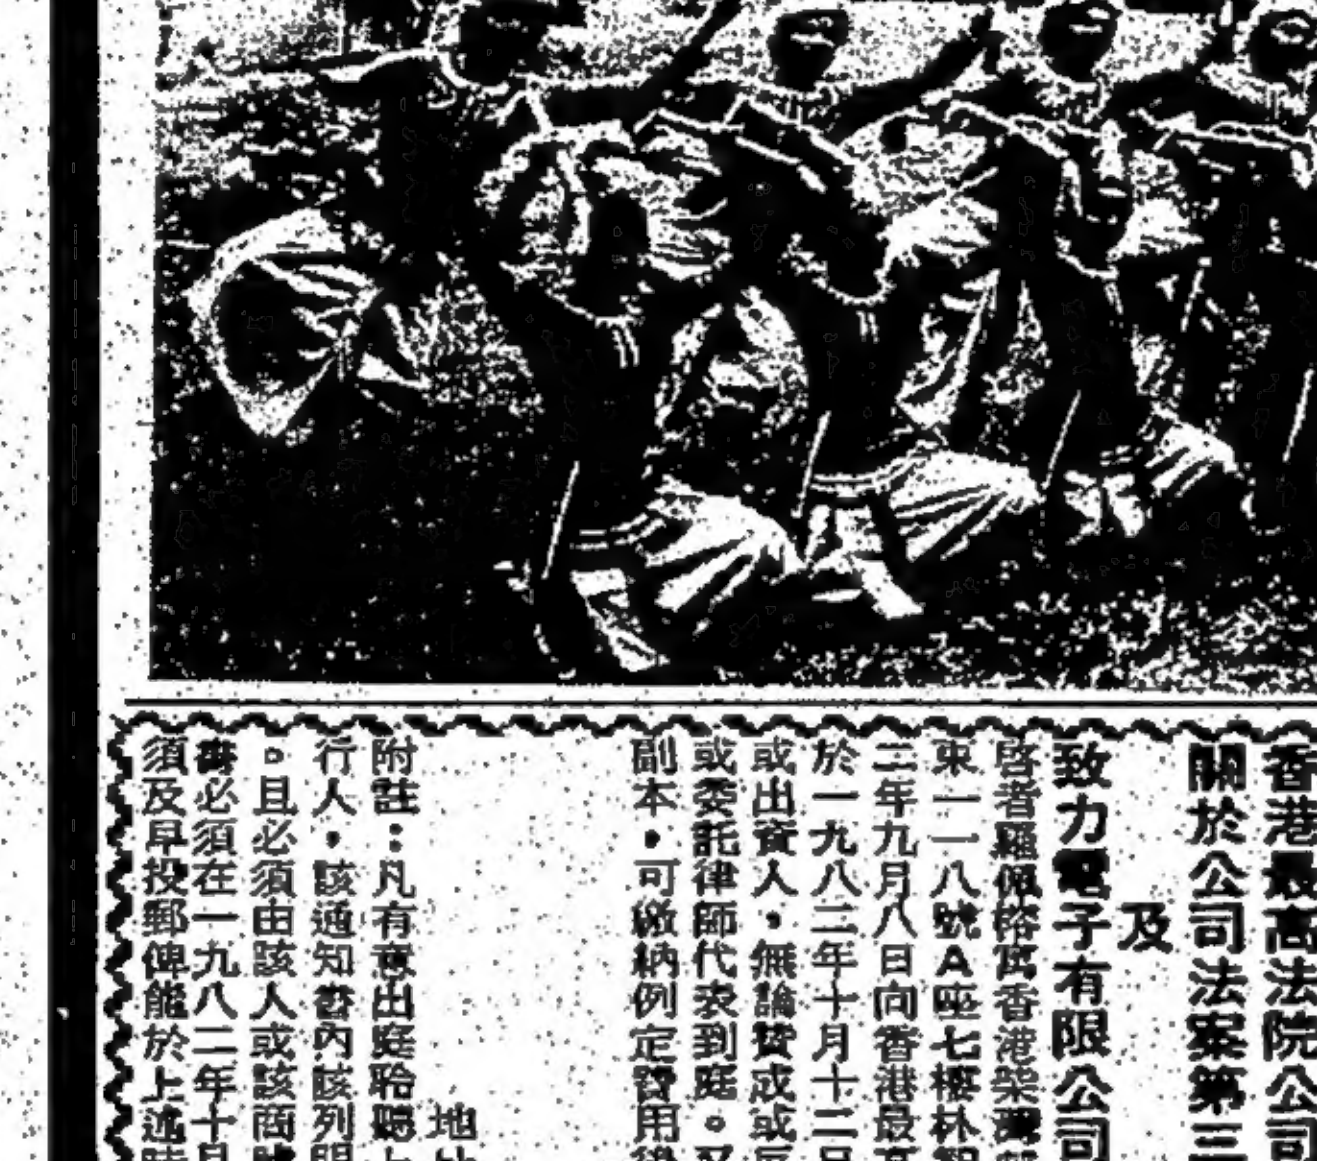 香港最高法院公司
關於公司法案第三
及
致力電子有限公司
啓者羅佩 寓香港柴灣
東一一八號A座七樓林
二年九月八日向香港最高
於一九八二年十月十二日
或出資人，無論贊成或反
或委託律師代表到庭。又
副本，可繳納例定費用後
地址
附註：凡有意出庭聆聽上
行人，該通知書內該列明
。且必須由該人或該商號
書必須在一九八二年十月
須及早投郵俾能於上述時